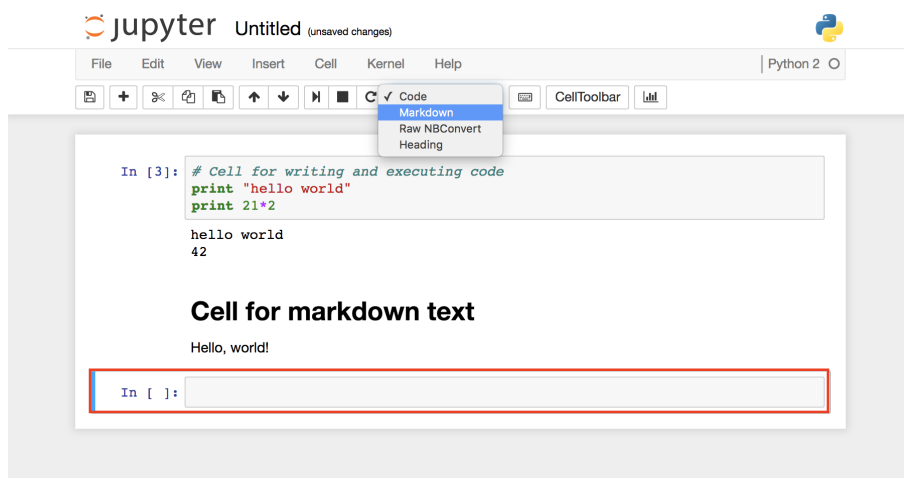 jupyter Untitled (unsaved changes)
File Edit View Insert Cell Kernel Help Python 2
Code CellToolbar
Markdown
Raw NBConvert
Heading
In [3]: # Cell for writing and executing code
print "hello world"
print 21*2
hello world
42
Cell for markdown text
Hello, world!
In [ ]: